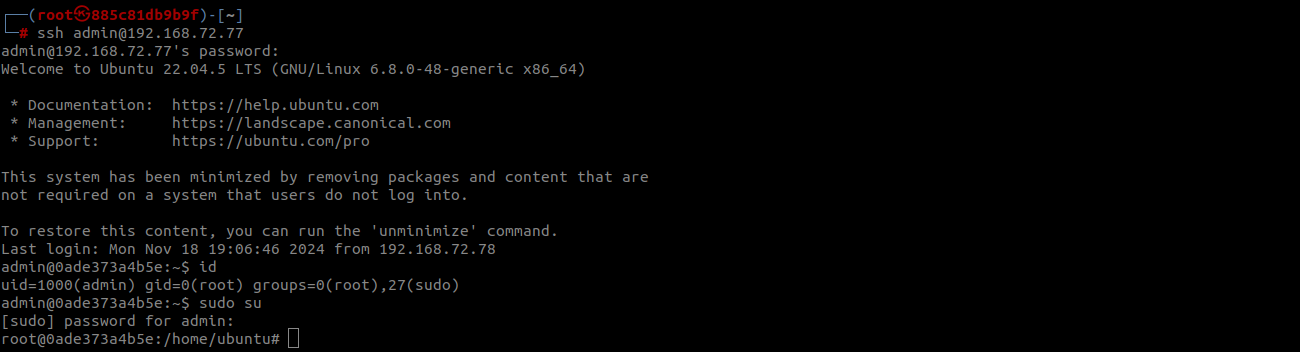 ┌──(root㉿885c81db9b9f)-[~]
└─# ssh admin@192.168.72.77
admin@192.168.72.77's password:
Welcome to Ubuntu 22.04.5 LTS (GNU/Linux 6.8.0-48-generic x86_64)

 * Documentation:  https://help.ubuntu.com
 * Management:     https://landscape.canonical.com
 * Support:        https://ubuntu.com/pro

This system has been minimized by removing packages and content that are
not required on a system that users do not log into.

To restore this content, you can run the 'unminimize' command.
Last login: Mon Nov 18 19:06:46 2024 from 192.168.72.78
admin@0ade373a4b5e:~$ id
uid=1000(admin) gid=0(root) groups=0(root),27(sudo)
admin@0ade373a4b5e:~$ sudo su
[sudo] password for admin:
root@0ade373a4b5e:/home/ubuntu#